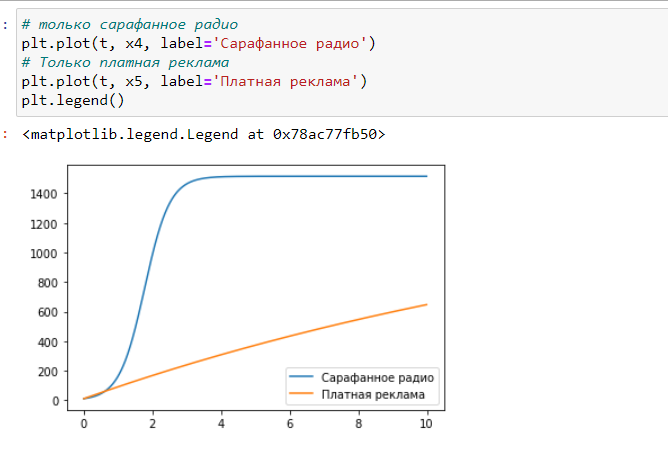 : # только сарафанное радио
plt.plot(t, x4, label='Сарафанное радио')
# Только платная реклама
plt.plot(t, x5, label='Платная реклама')
plt.legend()
: <matplotlib.legend.Legend at 0x78ac77fb50>
1400
1200
1000
800
600
400
200
0
Сарафанное радио
Платная реклама
0 2 4 6 8 10